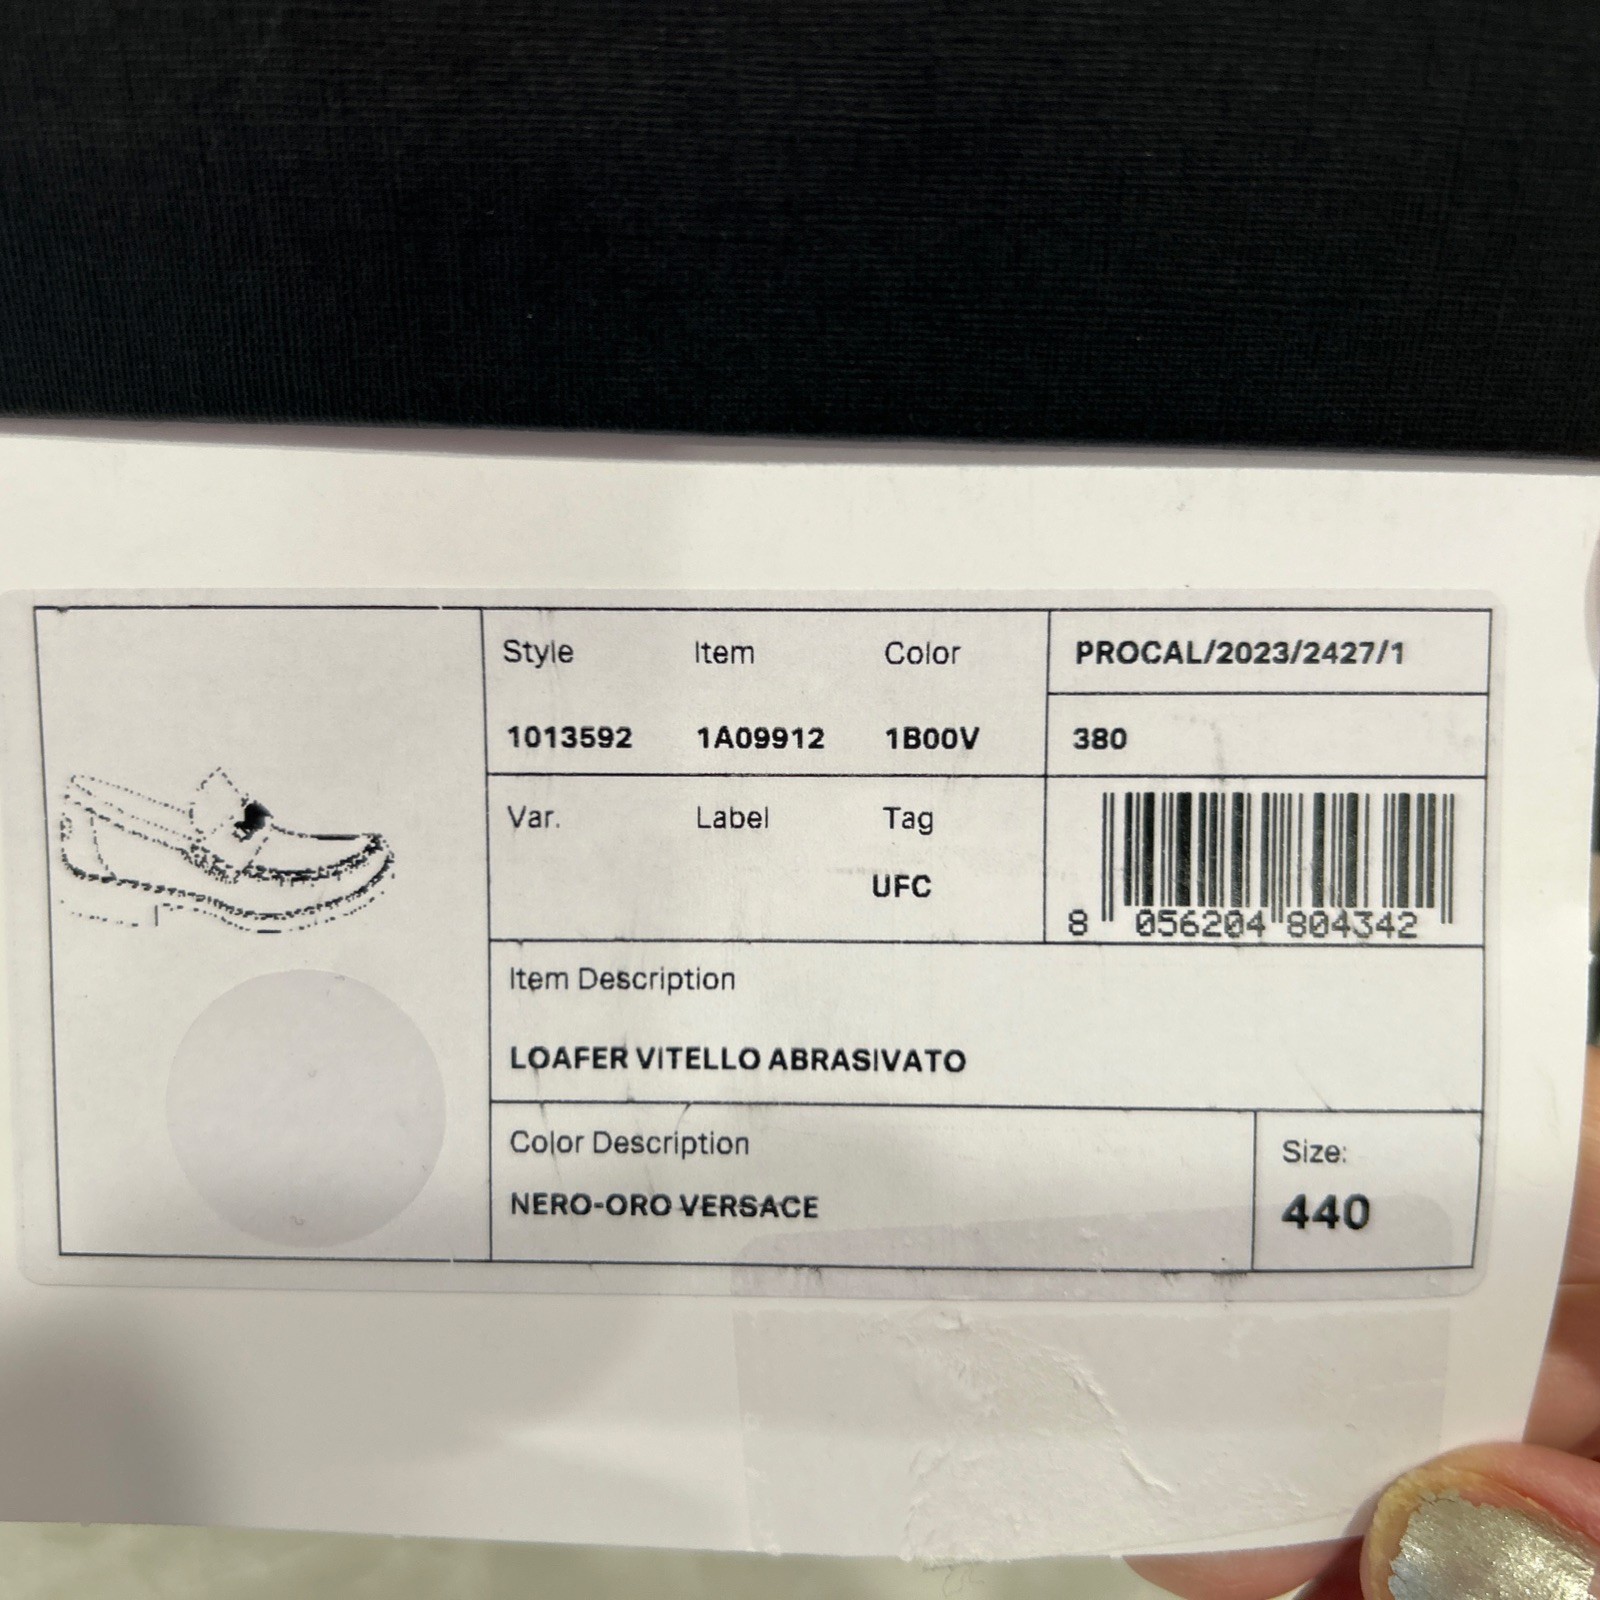 Style Item Color
1013592 1A09912 1B00V
PROCAL/2023/2427/1
380
Var. Label Tag
UFC
8 056204 804342
Item Description
LOAFER VITELLO ABRASIVATO
Color Description
NERO-ORO VERSACE
Size:
440